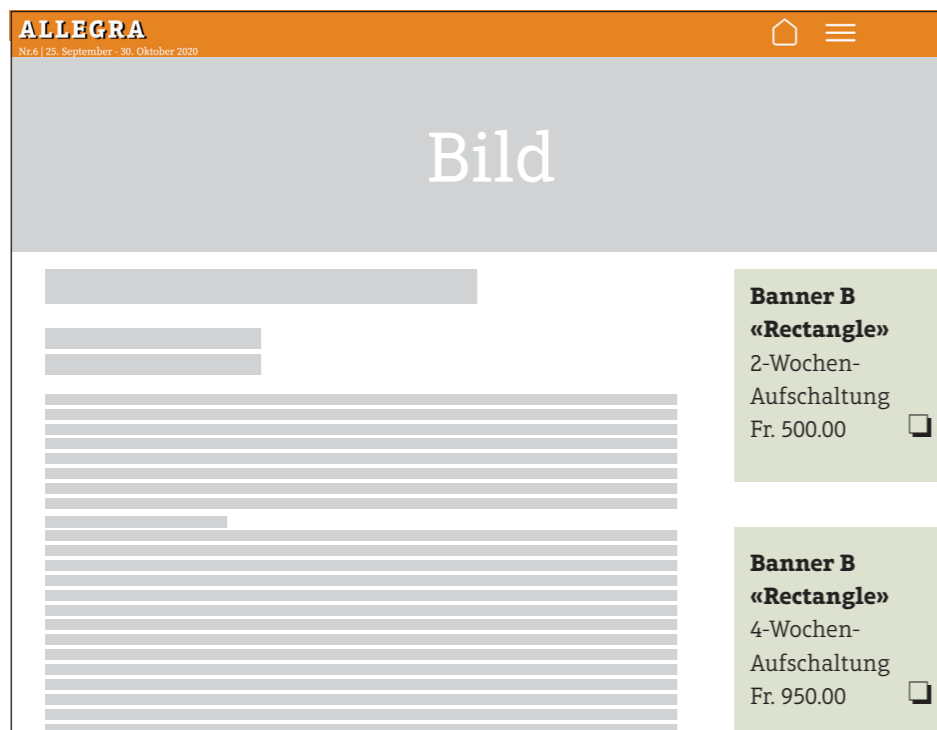 ALLEGRA
Nr.6 | 25. September - 30. Oktober 2020
Bild
Banner B
«Rectangle»
2-Wochen-
Aufschaltung
Fr. 500.00
Banner B
«Rectangle»
4-Wochen-
Aufschaltung
Fr. 950.00